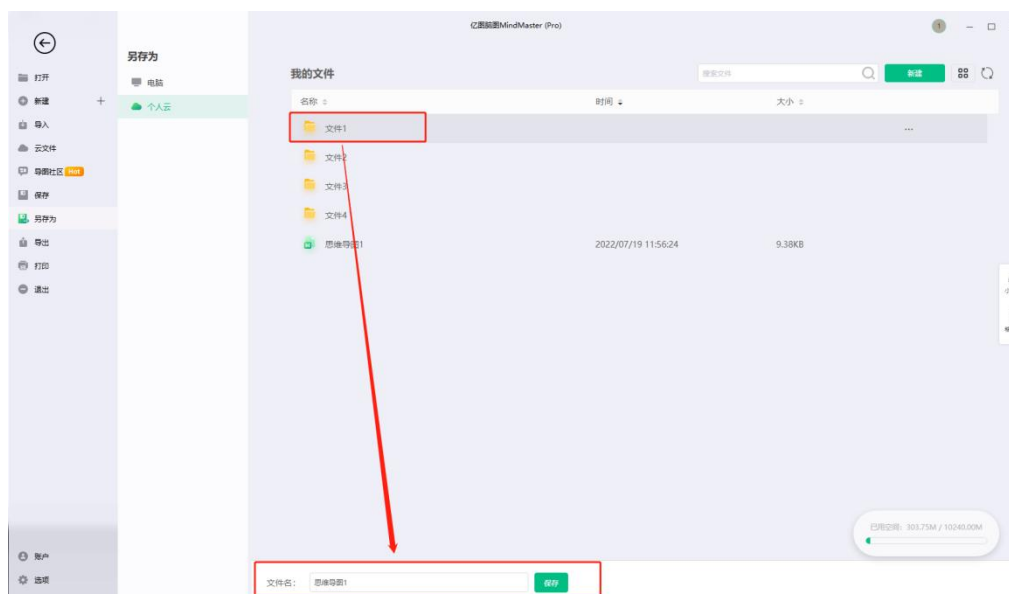 亿图脑图MindMaster (Pro)
打开
新建
导入
云文件
导图社区 Hot
保存
另存为
导出
打印
退出
账户
选项
另存为
电脑
个人云
我的文件
搜索文件
新建
名称 时间 大小
文件1 ...
文件2
文件3
文件4
思维导图1 2022/07/19 11:56:24 9.38KB
已用空间: 303.75M / 10240.00M
文件名: 思维导图1 保存